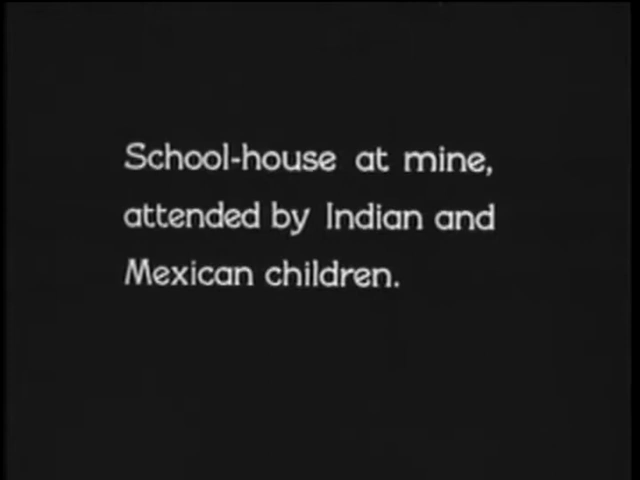 School-house at mine,
attended by Indian and
Mexican children.